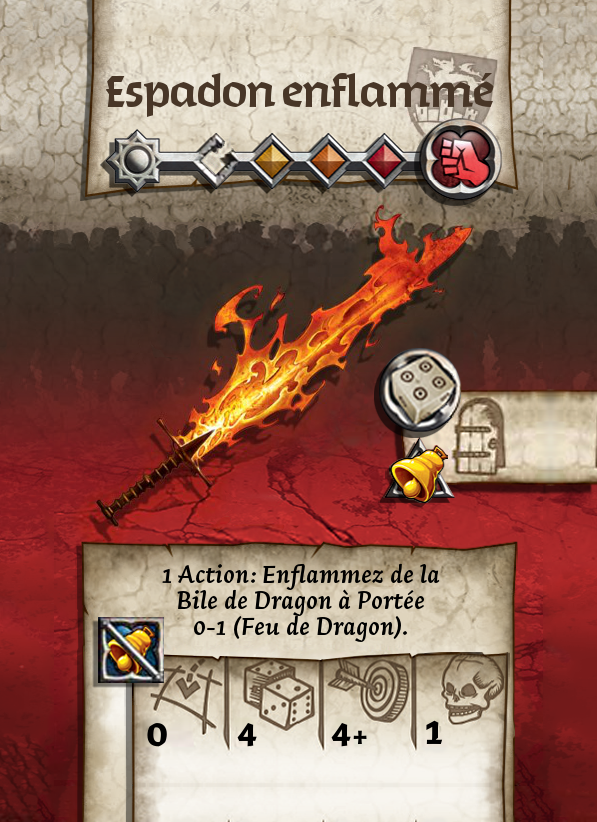 Espadon enflammé
1 Action: Enflammez de la
Bile de Dragon à Portée
0-1 (Feu de Dragon).
0 4 4+ 1